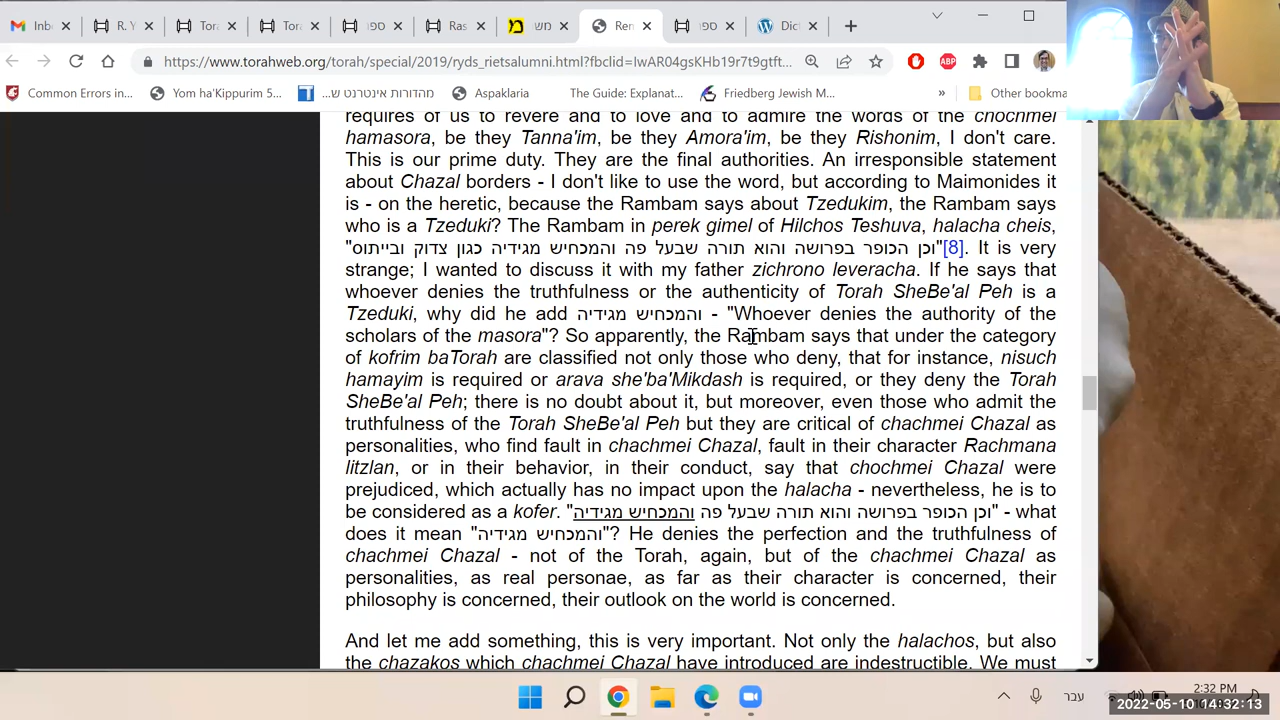 Inb
R. Y
Tora
Tora
ספו
Ras
מש
Ren
ספו
Dict
https://www.torahweb.org/torah/special/2019/ryds_rietsalumni.html?fbclid=IwAR04gsKHb19r7t9gtft...
ABP
Common Errors in...
Yom ha'Kippurim 5...
מהדורות אינטרנט ש...
Aspaklaria
The Guide: Explanat...
Friedberg Jewish M...
»
Other bookma
requires of us to revere and to love and to admire the words of the chochmei
hamasora, be they Tanna'im, be they Amora'im, be they Rishonim, I don't care.
This is our prime duty. They are the final authorities. An irresponsible statement
about Chazal borders - I don't like to use the word, but according to Maimonides it
is - on the heretic, because the Rambam says about Tzedukim, the Rambam says
who is a Tzeduki? The Rambam in perek gimel of Hilchos Teshuva, halacha cheis,
"וכן הכופר בפרושה והוא תורה שבעל פה והמכחיש מגידיה כגון צדוק ובייתוס"[8]. It is very
strange; I wanted to discuss it with my father zichrono leveracha. If he says that
whoever denies the truthfulness or the authenticity of Torah SheBe'al Peh is a
Tzeduki, why did he add והמכחיש מגידיה - "Whoever denies the authority of the
scholars of the masora"? So apparently, the Rambam says that under the category
of kofrim baTorah are classified not only those who deny, that for instance, nisuch
hamayim is required or arava she'ba'Mikdash is required, or they deny the Torah
SheBe'al Peh; there is no doubt about it, but moreover, even those who admit the
truthfulness of the Torah SheBe'al Peh but they are critical of chachmei Chazal as
personalities, who find fault in chachmei Chazal, fault in their character Rachmana
litzlan, or in their behavior, in their conduct, say that chochmei Chazal were
prejudiced, which actually has no impact upon the halacha - nevertheless, he is to
be considered as a kofer. "וכן הכופר בפרושה והוא תורה שבעל פה והמכחיש מגידיה" - what
does it mean "והמכחיש מגידיה"? He denies the perfection and the truthfulness of
chachmei Chazal - not of the Torah, again, but of the chachmei Chazal as
personalities, as real personae, as far as their character is concerned, their
philosophy is concerned, their outlook on the world is concerned.
And let me add something, this is very important. Not only the halachos, but also
the chazakos which chachmei Chazal have introduced are indestructible. We must
עבר
2:32 PM
2022-05-10 14:32:13